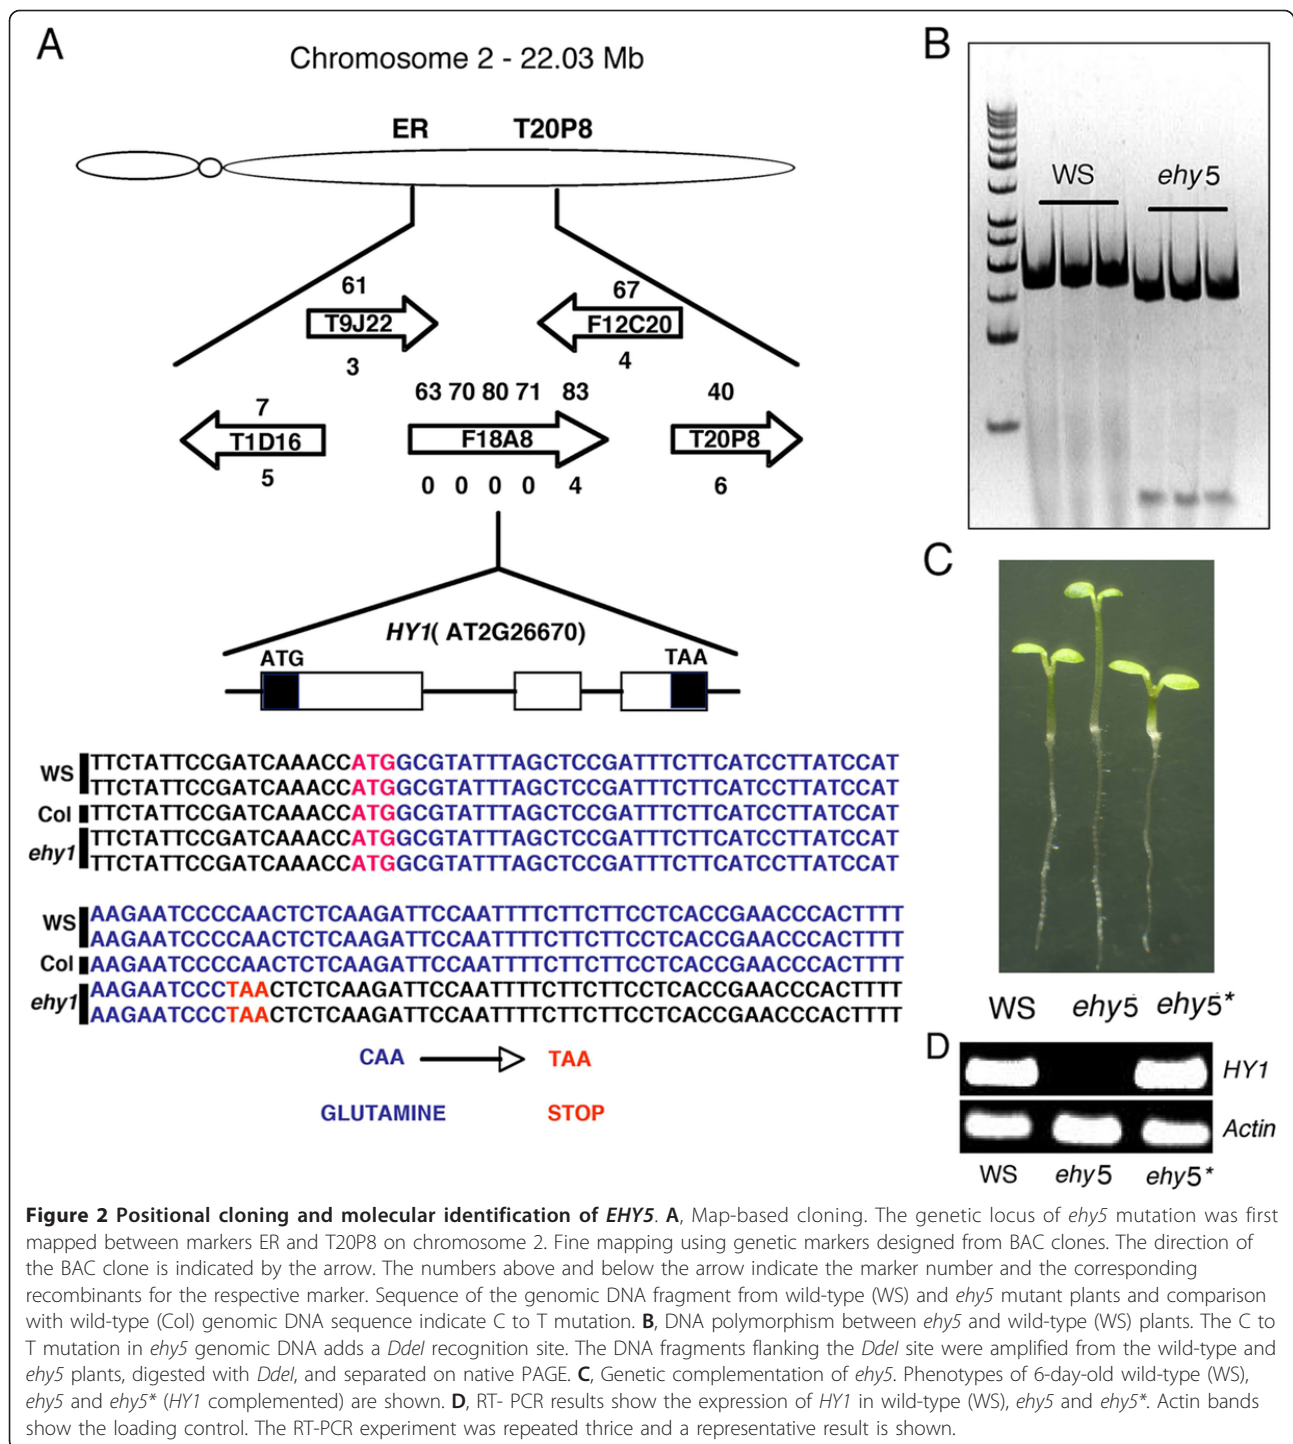 A
Chromosome 2 - 22.03 Mb
ER T20P8
61 67
T9J22 F12C20
3 4
63 70 80 71 83 40
7
T1D16 F18A8 T20P8
5
0 0 0 0 4 6
HY1( AT2G26670)
ATG TAA
WS TTCTATTCCGATCAAACCATGGCGTATTTAGCTCCGATTTCTTCATCCTTATCCAT
TTCTATTCCGATCAAACCATGGCGTATTTAGCTCCGATTTCTTCATCCTTATCCAT
Col TTCTATTCCGATCAAACCATGGCGTATTTAGCTCCGATTTCTTCATCCTTATCCAT
ehy1 TTCTATTCCGATCAAACCATGGCGTATTTAGCTCCGATTTCTTCATCCTTATCCAT
TTCTATTCCGATCAAACCATGGCGTATTTAGCTCCGATTTCTTCATCCTTATCCAT
WS AAGAATCCCCAACTCTCAAGATTCCAATTTTCTTCTTCCTCACCGAACCCACTTTT
AAGAATCCCCAACTCTCAAGATTCCAATTTTCTTCTTCCTCACCGAACCCACTTTT
Col AAGAATCCCCAACTCTCAAGATTCCAATTTTCTTCTTCCTCACCGAACCCACTTTT
ehy1 AAGAATCCCTAACTCTCAAGATTCCAATTTTCTTCTTCCTCACCGAACCCACTTTT
AAGAATCCCTAACTCTCAAGATTCCAATTTTCTTCTTCCTCACCGAACCCACTTTT
CAA TAA
GLUTAMINE STOP
B
WS ehy5
C
WS ehy5 ehy5*
D
HY1
Actin
WS ehy5 ehy5*
Figure 2 Positional cloning and molecular identification of EHY5. A, Map-based cloning. The genetic locus of ehy5 mutation was first
mapped between markers ER and T20P8 on chromosome 2. Fine mapping using genetic markers designed from BAC clones. The direction of
the BAC clone is indicated by the arrow. The numbers above and below the arrow indicate the marker number and the corresponding
recombinants for the respective marker. Sequence of the genomic DNA fragment from wild-type (WS) and ehy5 mutant plants and comparison
with wild-type (Col) genomic DNA sequence indicate C to T mutation. B, DNA polymorphism between ehy5 and wild-type (WS) plants. The C to
T mutation in ehy5 genomic DNA adds a DdeI recognition site. The DNA fragments flanking the DdeI site were amplified from the wild-type and
ehy5 plants, digested with DdeI, and separated on native PAGE. C, Genetic complementation of ehy5. Phenotypes of 6-day-old wild-type (WS),
ehy5 and ehy5* (HY1 complemented) are shown. D, RT- PCR results show the expression of HY1 in wild-type (WS), ehy5 and ehy5*. Actin bands
show the loading control. The RT-PCR experiment was repeated thrice and a representative result is shown.